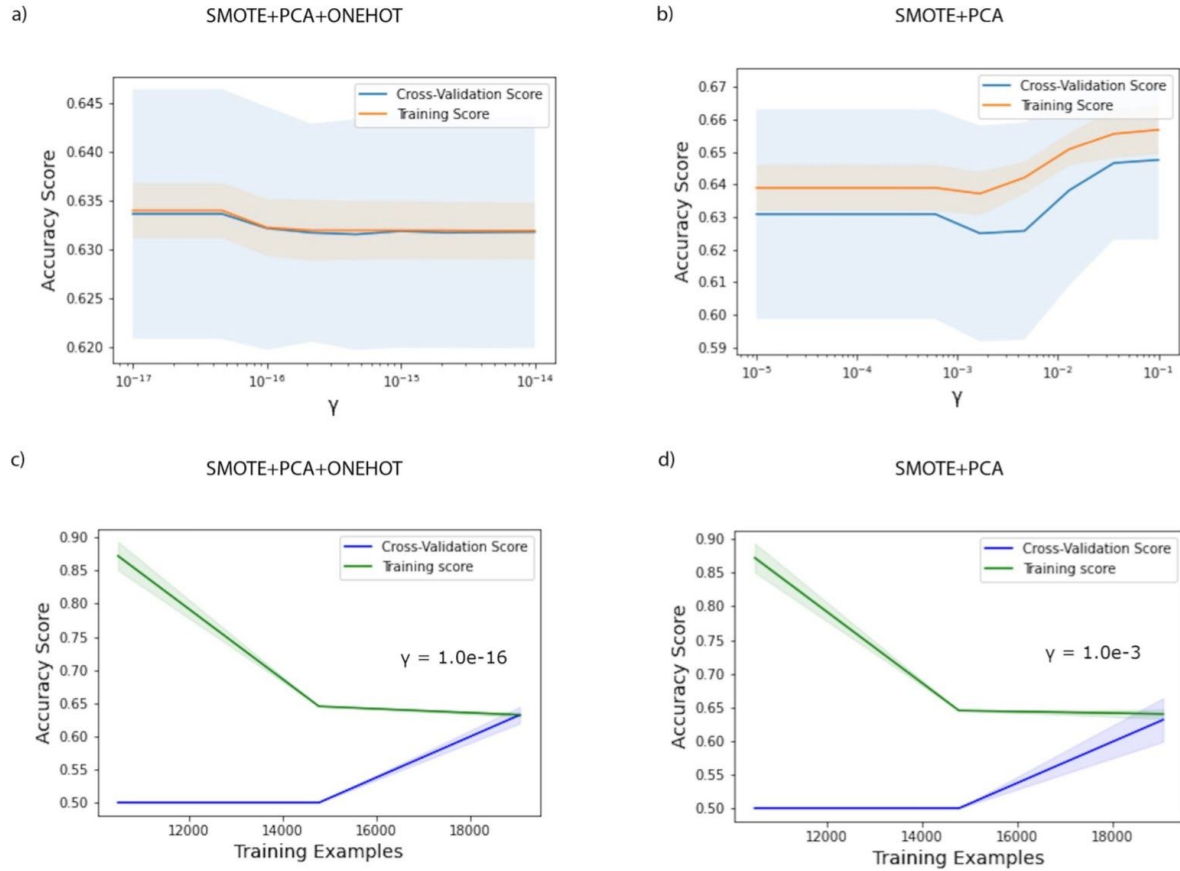 a)
SMOTE+PCA+ONEHOT
Accuracy Score
0.645
0.640
0.635
0.630
0.625
0.620
Cross-Validation Score
Training Score
10⁻¹⁷
10⁻¹⁶
10⁻¹⁵
10⁻¹⁴
γ
b)
SMOTE+PCA
Accuracy Score
0.67
0.66
0.65
0.64
0.63
0.62
0.61
0.60
0.59
Cross-Validation Score
Training Score
10⁻⁵
10⁻⁴
10⁻³
10⁻²
10⁻¹
γ
c)
SMOTE+PCA+ONEHOT
Accuracy Score
0.90
0.85
0.80
0.75
0.70
0.65
0.60
0.55
0.50
Cross-Validation Score
Training score
γ = 1.0e-16
12000
14000
16000
18000
Training Examples
d)
SMOTE+PCA
Accuracy Score
0.90
0.85
0.80
0.75
0.70
0.65
0.60
0.55
0.50
Cross-Validation Score
Training score
γ = 1.0e-3
12000
14000
16000
18000
Training Examples